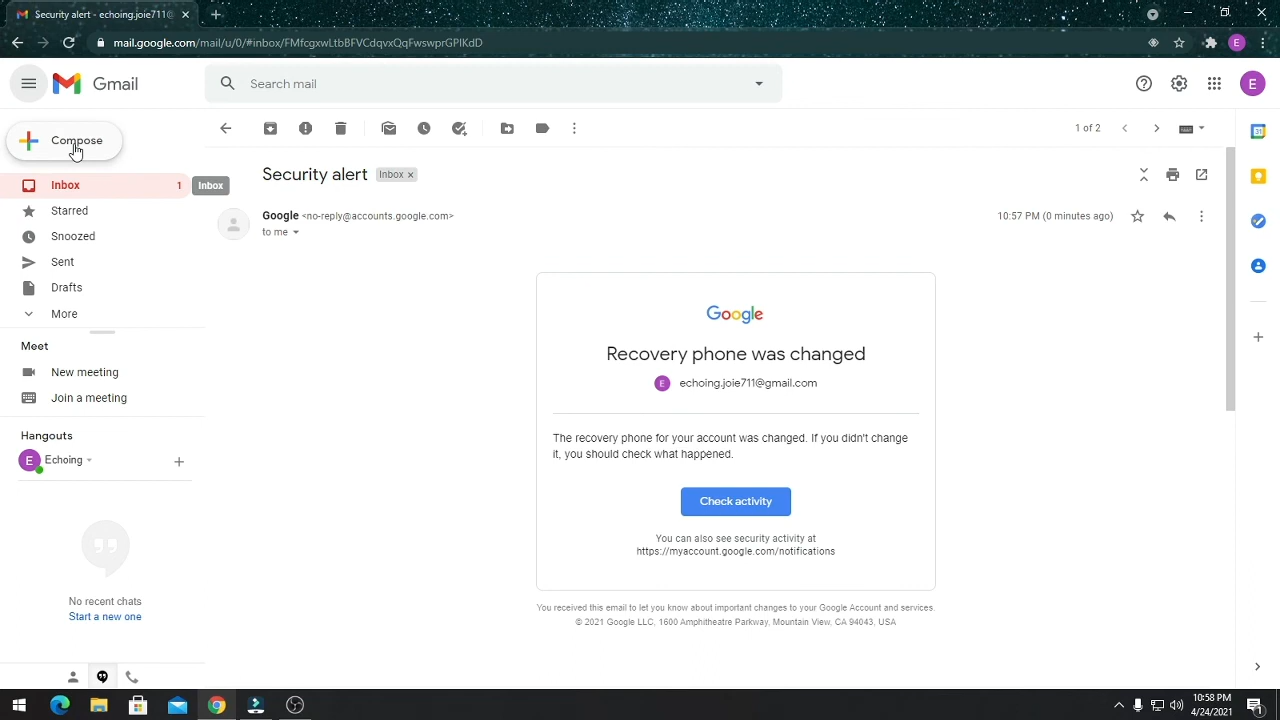 Security alert - echoing.joie711@
mail.google.com/mail/u/0/#inbox/FMfcgxwLtbBFVCdqvxQqFwswprGPlKdD
E
Gmail
Search mail
E
Compose
1 of 2
Inbox 1
Inbox
Security alert
Inbox x
Starred
Google <no-reply@accounts.google.com>
10:57 PM (0 minutes ago)
to me
Snoozed
Sent
Drafts
More
Google
Meet
Recovery phone was changed
New meeting
E echoing.joie711@gmail.com
Join a meeting
Hangouts
The recovery phone for your account was changed. If you didn't change
it, you should check what happened.
E Echoing
Check activity
You can also see security activity at
https://myaccount.google.com/notifications
No recent chats
Start a new one
You received this email to let you know about important changes to your Google Account and services.
© 2021 Google LLC, 1600 Amphitheatre Parkway, Mountain View, CA 94043, USA
10:58 PM
4/24/2021